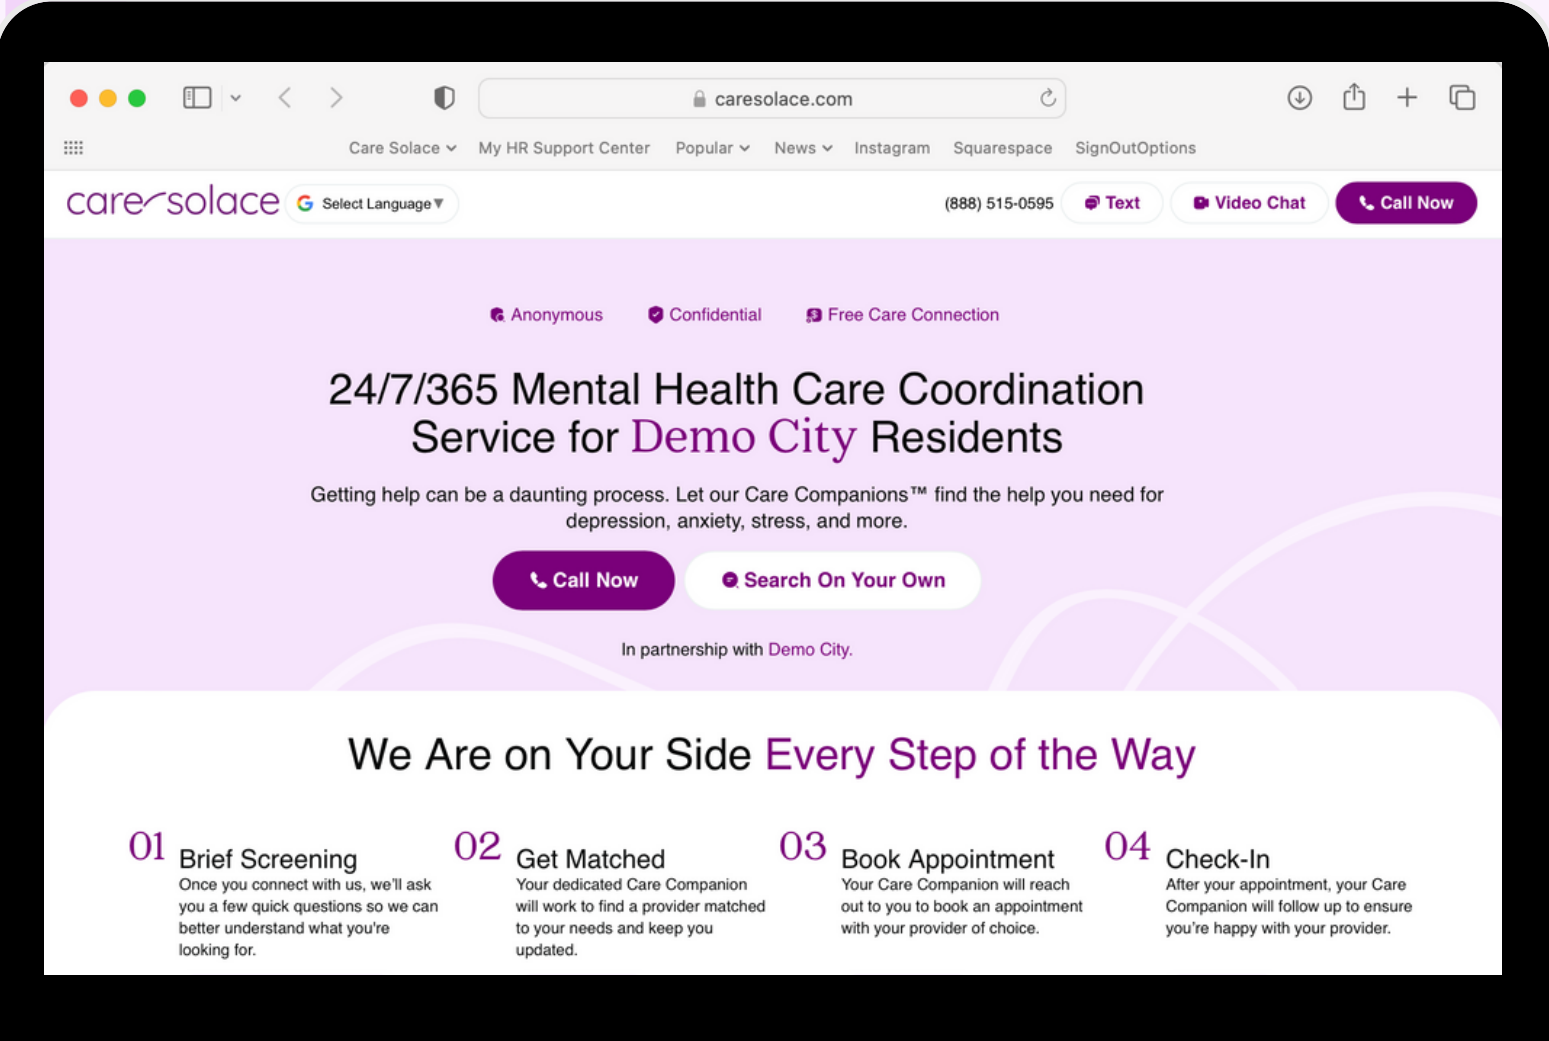 caresolace.com
Care Solace My HR Support Center Popular News Instagram Squarespace SignOutOptions
care solace Select Language▼ (888) 515-0595 Text Video Chat Call Now
Anonymous Confidential Free Care Connection
24/7/365 Mental Health Care Coordination
Service for Demo City Residents
Getting help can be a daunting process. Let our Care Companions™ find the help you need for
depression, anxiety, stress, and more.
Call Now Search On Your Own
In partnership with Demo City.
We Are on Your Side Every Step of the Way
01 Brief Screening
Once you connect with us, we'll ask
you a few quick questions so we can
better understand what you're
looking for.
02 Get Matched
Your dedicated Care Companion
will work to find a provider matched
to your needs and keep you
updated.
03 Book Appointment
Your Care Companion will reach
out to you to book an appointment
with your provider of choice.
04 Check-In
After your appointment, your Care
Companion will follow up to ensure
you're happy with your provider.